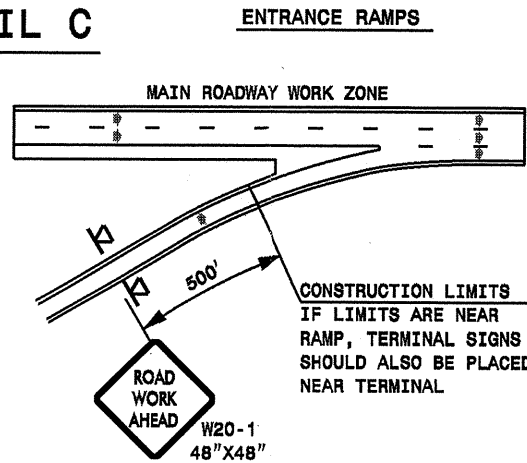 IL C
ENTRANCE RAMPS
MAIN ROADWAY WORK ZONE
500'
CONSTRUCTION LIMITS
IF LIMITS ARE NEAR
RAMP, TERMINAL SIGNS
SHOULD ALSO BE PLACED
NEAR TERMINAL
ROAD
WORK
AHEAD
W20-1
48"X48"